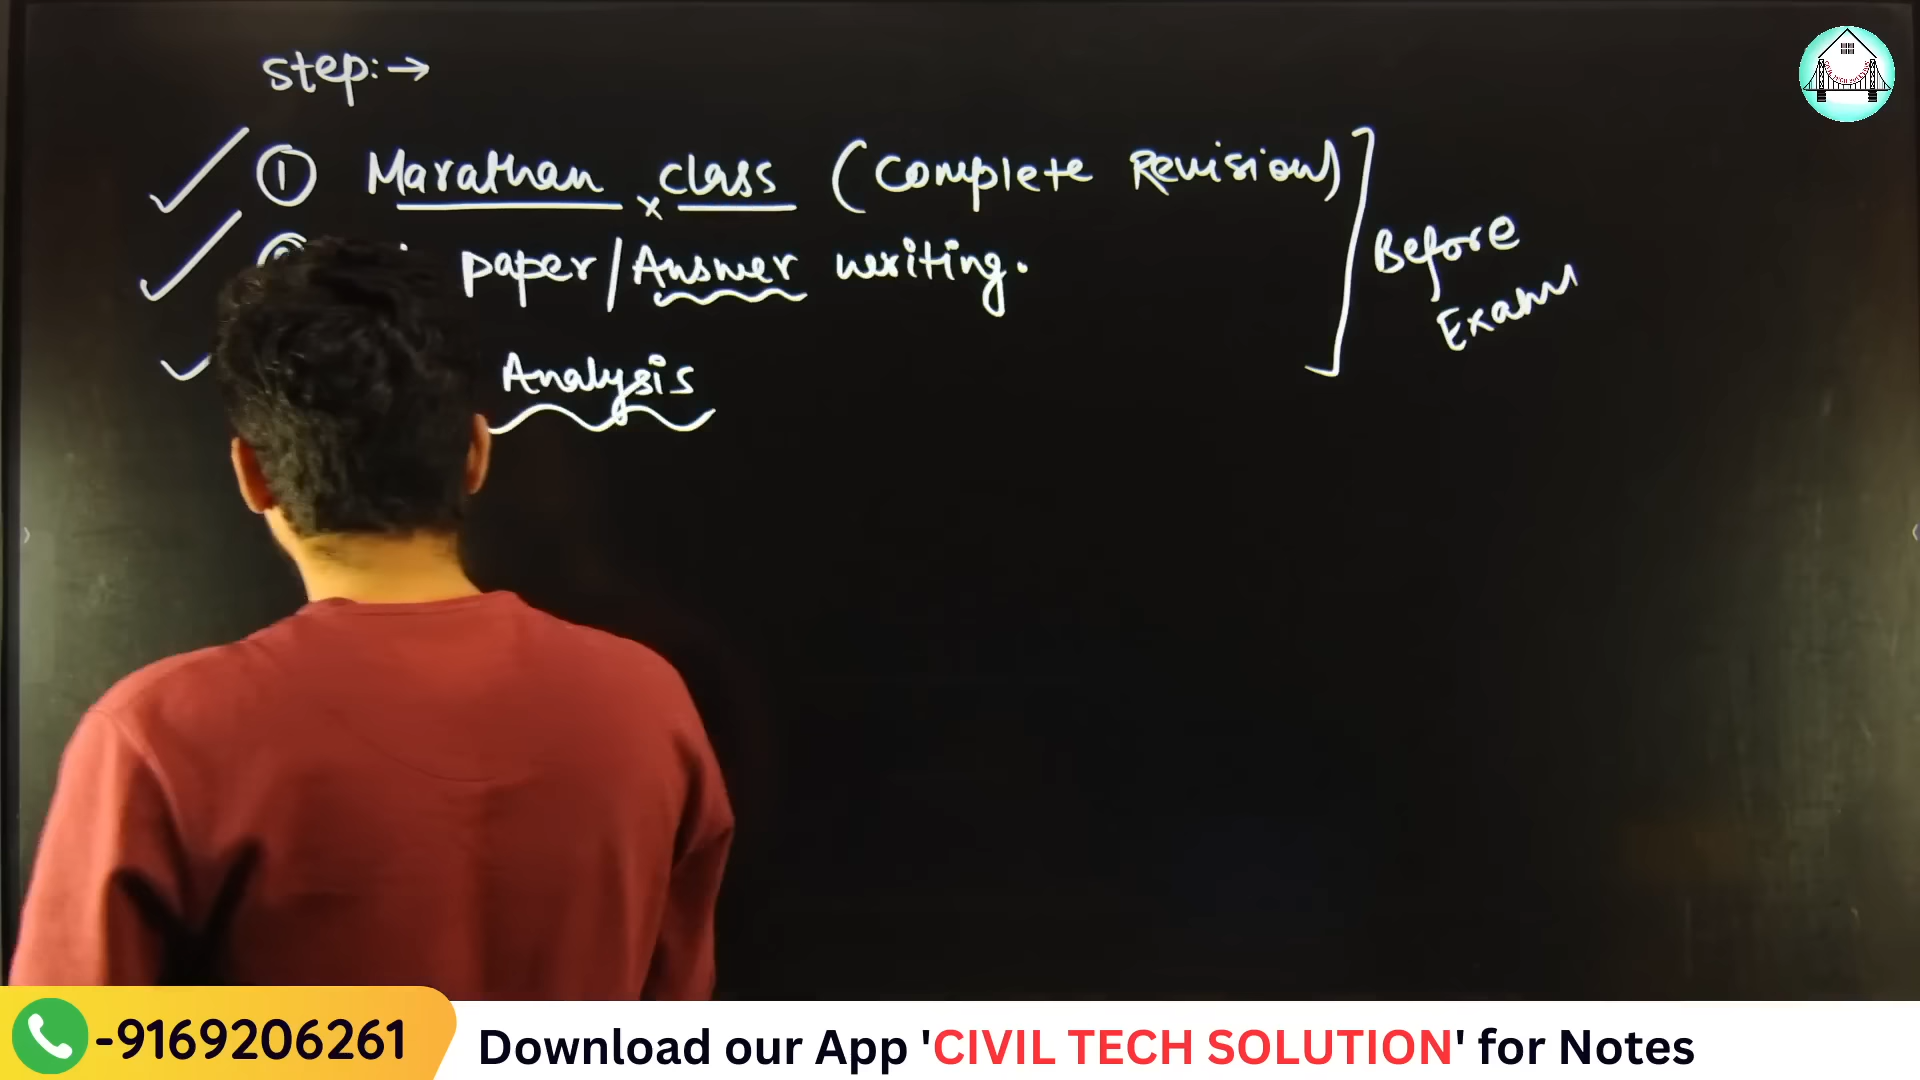 step:→
① Marathan class (Complete Revision)
x
paper/Answer writing.
Analysis
Before
Exam
-9169206261
Download our App 'CIVIL TECH SOLUTION' for Notes